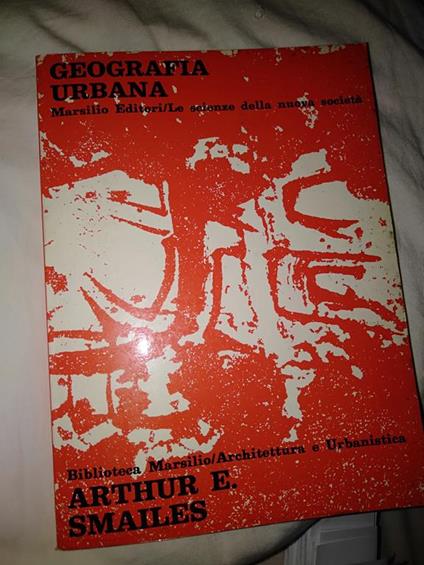 GEOGRAFIA
URBANA
Marsilio Editori/Le scienze della nuova società
Biblioteca Marsilio/Architettura e Urbanistica
ARTHUR E.
SMAILES